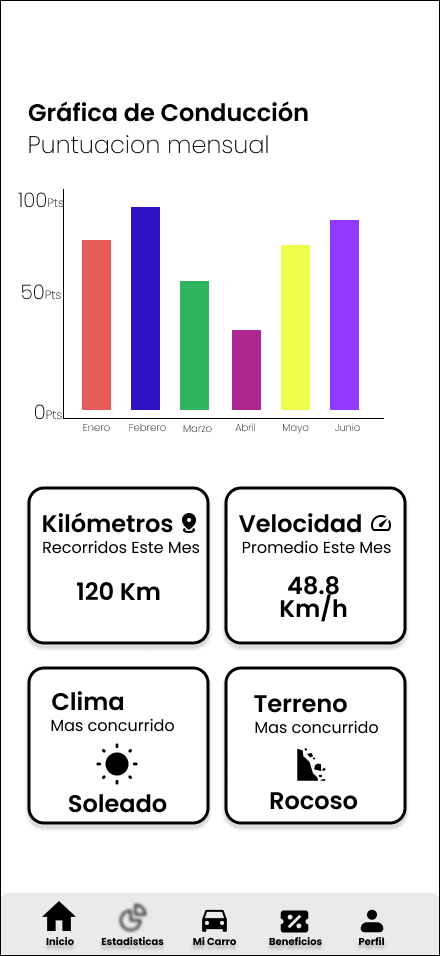 Gráfica de Conducción
Puntuacion mensual
100Pts
50Pts
0Pts
Enero Febrero Marzo Abril Mayo Junio
Kilómetros
Recorridos Este Mes
120 Km
Velocidad
Promedio Este Mes
48.8
Km/h
Clima
Mas concurrido
Soleado
Terreno
Mas concurrido
Rocoso
Inicio Estadisticas Mi Carro Beneficios Perfil